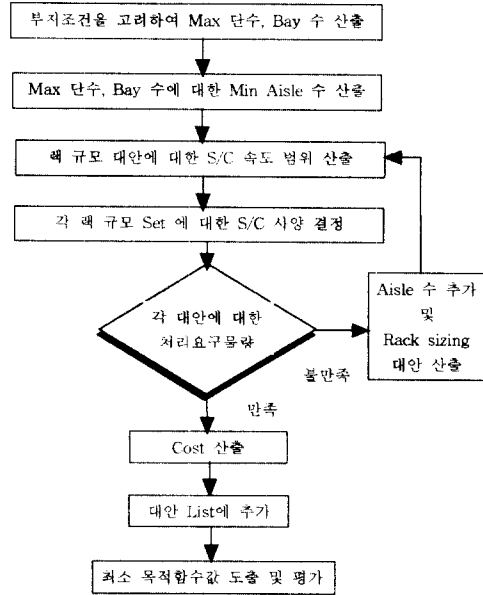 부지조건을 고려하여 Max 단수, Bay 수 산출
Max 단수, Bay 수에 대한 Min Aisle 수 산출
랙 규모 대안에 대한 S/C 속도 범위 산출
각 랙 규모 Set 에 대한 S/C 사양 결정
각 대안에 대한
처리요구물량
Aisle 수 추가
및
Rack sizing
대안 산출
불만족
만족
Cost 산출
대안 List에 추가
최소 목적함수값 도출 및 평가